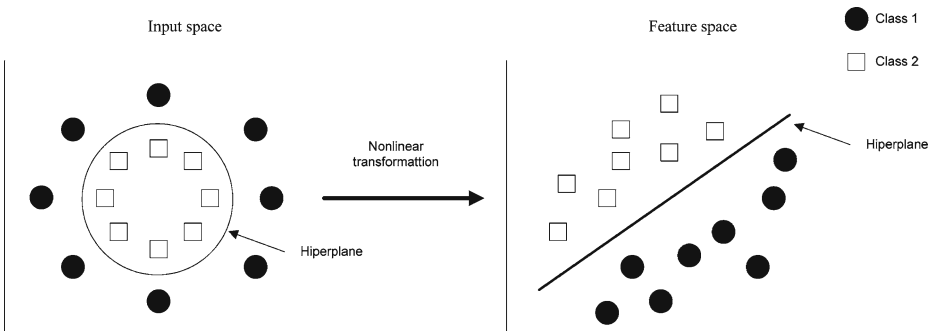 Input space
Feature space
Class 1
Class 2
Nonlinear
transformattion
Hiperplane
Hiperplane